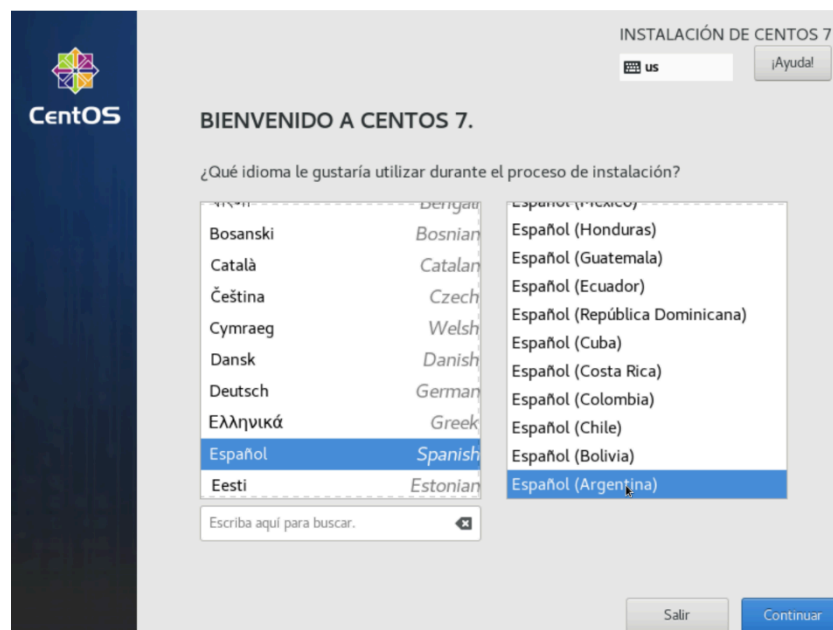 INSTALACIÓN DE CENTOS 7
us
¡Ayuda!
CentOS
BIENVENIDO A CENTOS 7.
¿Qué idioma le gustaría utilizar durante el proceso de instalación?
Bengali
Bosanski Bosnian
Català Catalan
Čeština Czech
Cymraeg Welsh
Dansk Danish
Deutsch German
Ελληνικά Greek
Español Spanish
Eesti Estonian
Español (México)
Español (Honduras)
Español (Guatemala)
Español (Ecuador)
Español (República Dominicana)
Español (Cuba)
Español (Costa Rica)
Español (Colombia)
Español (Chile)
Español (Bolivia)
Español (Argentina)
Escriba aquí para buscar.
Salir
Continuar